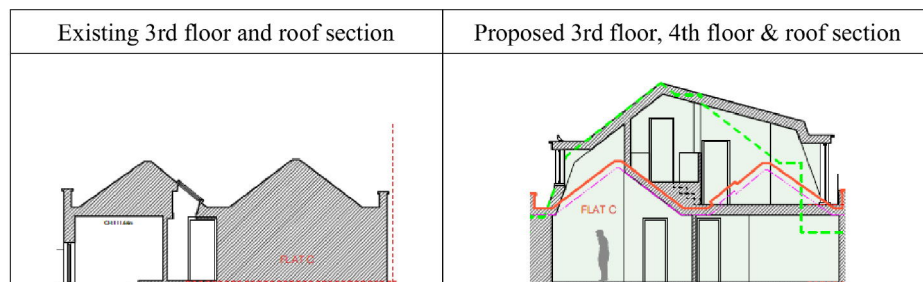 Existing 3rd floor and roof section
Proposed 3rd floor, 4th floor & roof section
FLAT C
FLAT C